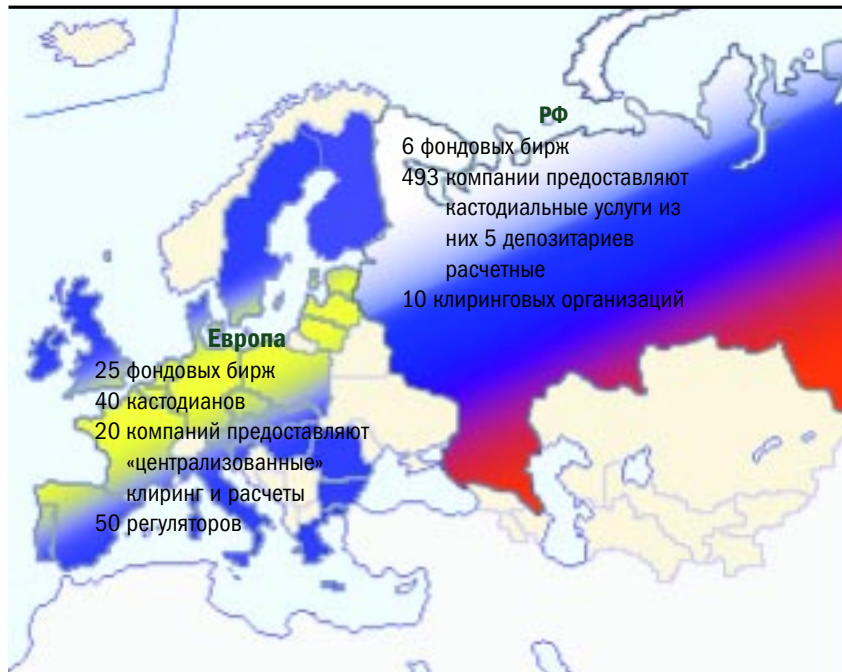 РФ
6 фондовых бирж
493 компании предоставляют
кастодиальные услуги из
них 5 депозитариев
расчетные
10 клиринговых организаций
Европа
25 фондовых бирж
40 кастодианов
20 компаний предоставляют
«централизованные»
клиринг и расчеты
50 регуляторов